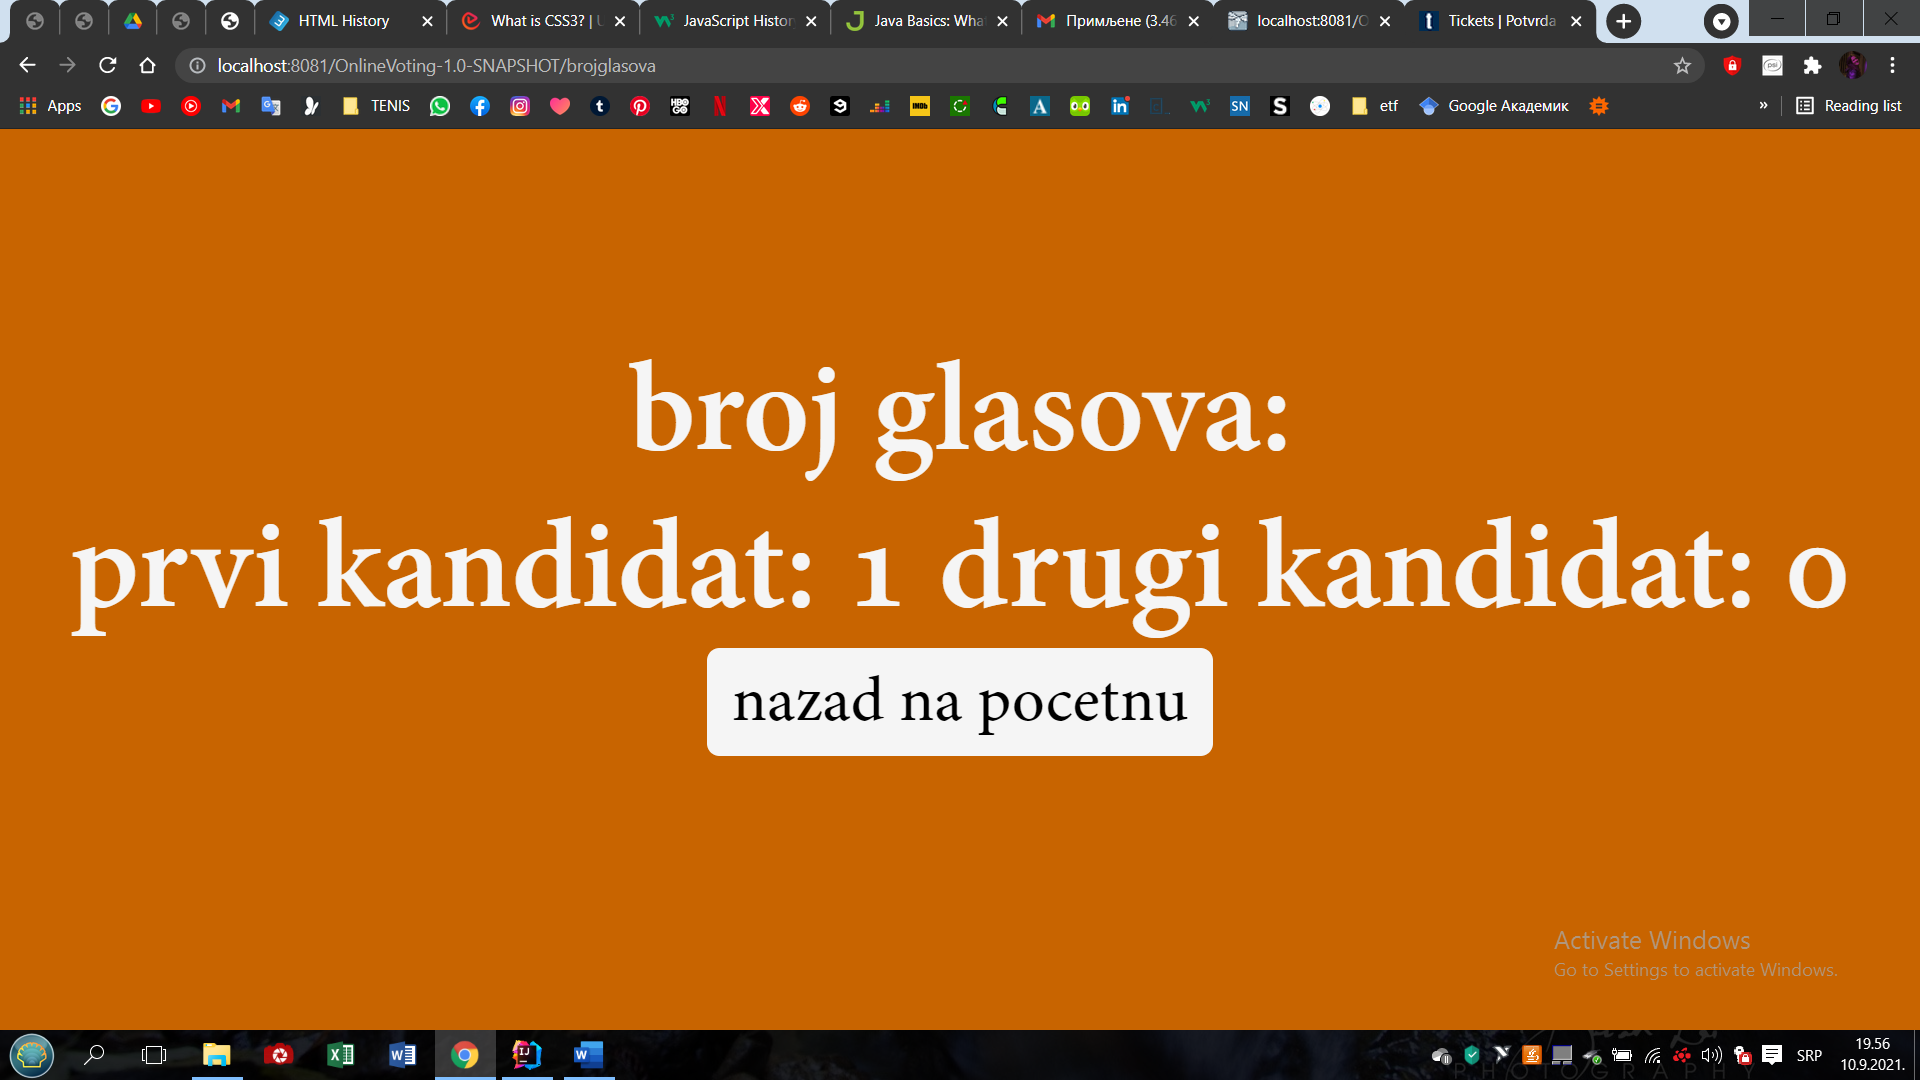 HTML History
What is CSS3? | U
JavaScript Histor
Java Basics: Wha
Примљене (3.46
localhost:8081/O
Tickets | Potvrda
localhost:8081/OnlineVoting-1.0-SNAPSHOT/brojglasova
Apps
TENIS
etf
Google Академик
»
Reading list
broj glasova:
prvi kandidat: 1 drugi kandidat: 0
nazad na pocetnu
Activate Windows
Go to Settings to activate Windows.
SRP
19.56
10.9.2021.
PHOTOGRAPHY